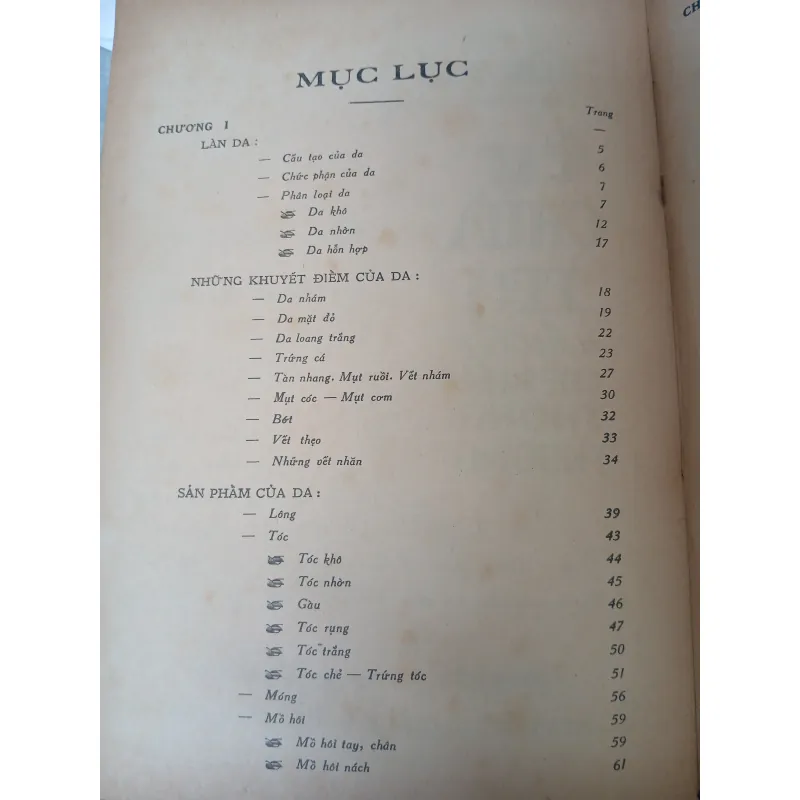 MỤC LỤC
Trang
CHƯƠNG I
LÀN DA :
— Cấu tạo của da 5
— Chức phận của da 6
— Phân loại da 7
Da khô 7
Da nhờn 12
Da hỗn hợp 17
NHỮNG KHUYẾT ĐIỂM CỦA DA :
— Da nhám 18
— Da mặt đỏ 19
— Da loang trắng 22
— Trứng cá 23
— Tàn nhang. Mụt ruồi. Vết nhám 27
— Mụt cóc — Mụt cơm 30
— Bớt 32
— Vết thẹo 33
— Những vết nhăn 34
SẢN PHẨM CỦA DA :
— Lông 39
— Tóc 43
Tóc khô 44
Tóc nhờn 45
Gàu 46
Tóc rụng 47
Tóc trắng 50
Tóc chẻ — Trứng tóc 51
— Móng 56
— Mồ hôi 59
Mồ hôi tay, chân 59
Mồ hôi nách 61
CH